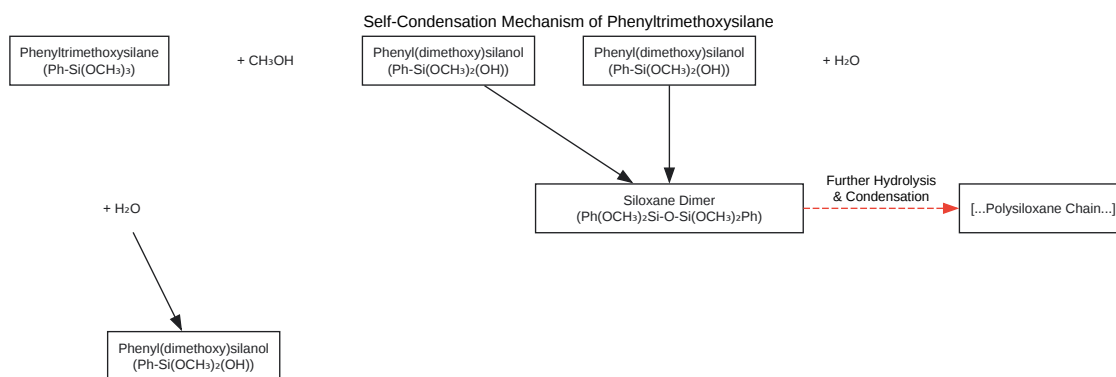 Self-Condensation Mechanism of Phenyltrimethoxysilane
Phenyltrimethoxysilane
(Ph-Si(OCH₃)₃)
+ CH₃OH
Phenyl(dimethoxy)silanol
(Ph-Si(OCH₃)₂(OH))
Phenyl(dimethoxy)silanol
(Ph-Si(OCH₃)₂(OH))
+ H₂O
+ H₂O
Siloxane Dimer
(Ph(OCH₃)₂Si-O-Si(OCH₃)₂Ph)
Further Hydrolysis
& Condensation
[...Polysiloxane Chain...]
Phenyl(dimethoxy)silanol
(Ph-Si(OCH₃)₂(OH))